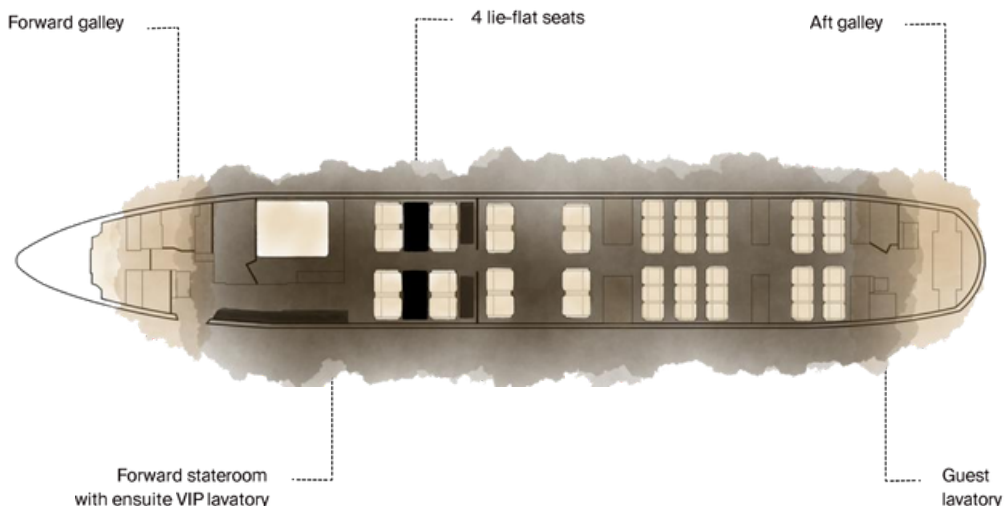 Forward galley
4 lie-flat seats
Aft galley
Forward stateroom
with ensuite VIP lavatory
Guest
lavatory